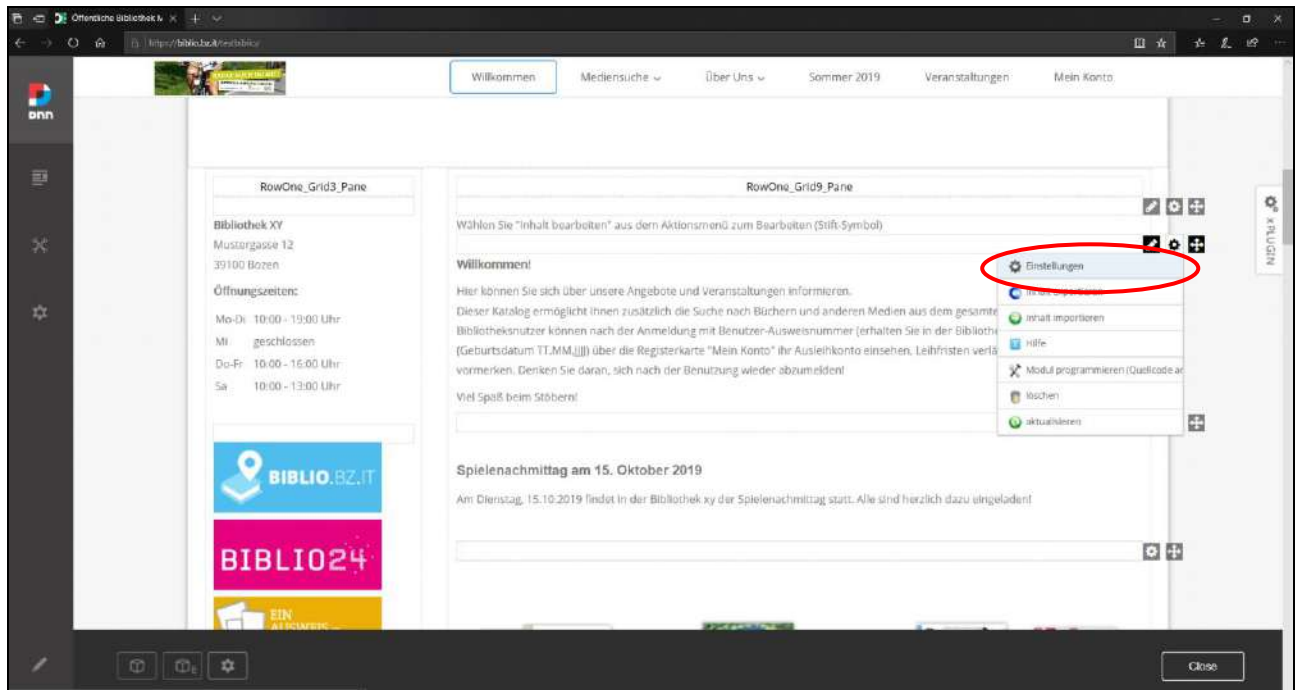 Öffentliche Bibliothek
https://biblio.bz.it/testbiblio/
Willkommen
Mediensuche
Über Uns
Sommer 2019
Veranstaltungen
Mein Konto
DNN
RowOne_Grid3_Pane
RowOne_Grid9_Pane
Wählen Sie "Inhalt bearbeiten" aus dem Aktionsmenü zum Bearbeiten (Stift-Symbol)
X PLUGIN
Bibliothek XY
Mustergasse 12
39100 Bozen
Öffnungszeiten:
Mo-Di 10:00 - 19:00 Uhr
Mi geschlossen
Do-Fr 10:00 - 16:00 Uhr
Sa 10:00 - 13:00 Uhr
Willkommen!
Hier können Sie sich über unsere Angebote und Veranstaltungen informieren.
Dieser Katalog ermöglicht Ihnen zusätzlich die Suche nach Büchern und anderen Medien aus dem gesamte
Bibliotheksnutzer können nach der Anmeldung mit Benutzer-Ausweisnummer (erhalten Sie in der Bibliothe
(Geburtsdatum TT.MM.JJJJ) über die Registerkarte "Mein Konto" ihr Ausleihkonto einsehen, Leihfristen verlä
vormerken. Denken Sie daran, sich nach der Benutzung wieder abzumelden!
Viel Spaß beim Stöbern!
Einstellungen
Inhalt exportieren
Inhalt importieren
Hilfe
Modul programmieren (Quellcode an
löschen
aktualisieren
Spielenachmittag am 15. Oktober 2019
Am Dienstag, 15.10.2019 findet in der Bibliothek xy der Spielenachmittag statt. Alle sind herzlich dazu eingeladen!
BIBLIO.BZ.IT
BIBLIO24
EIN
AUSWEIS –
Close